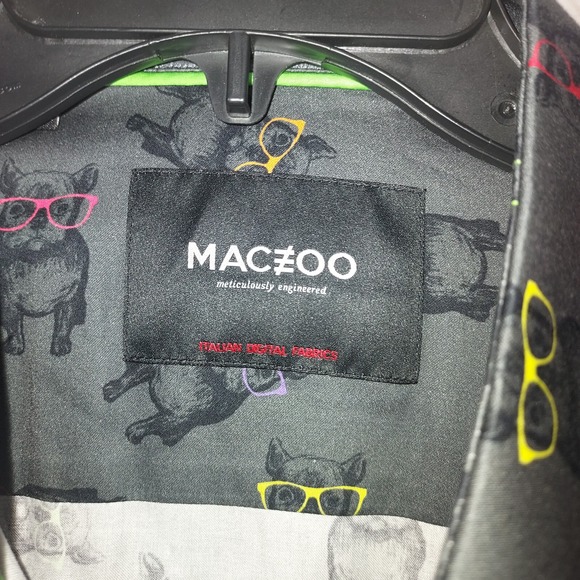 MACEOO
meticulously engineered
ITALIAN DIGITAL FABRICS